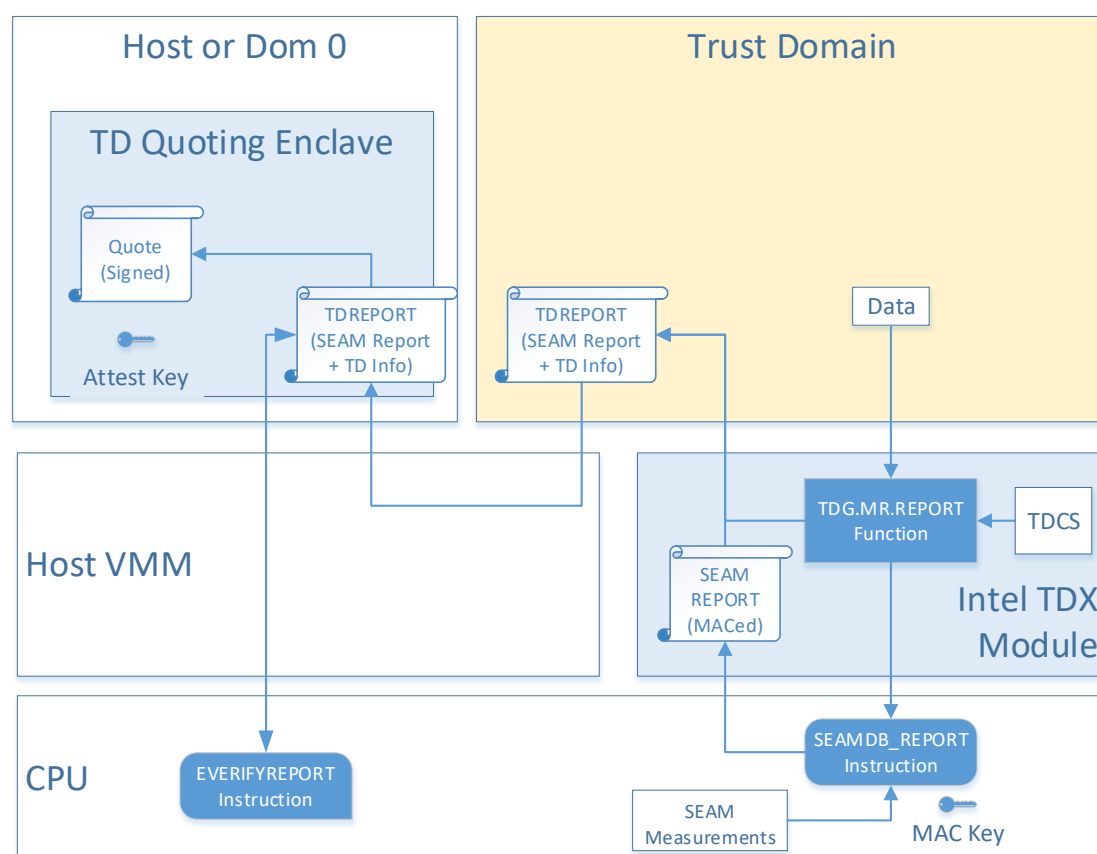 Host or Dom 0
TD Quoting Enclave
Quote
(Signed)
Attest Key
TDREPORT
(SEAM Report
+ TD Info)
Trust Domain
TDREPORT
(SEAM Report
+ TD Info)
Data
Host VMM
TDG.MR.REPORT
Function
TDCS
SEAM
REPORT
(MACed)
Intel TDX
Module
CPU
EVERIFYREPORT
Instruction
SEAMDB_REPORT
Instruction
SEAM
Measurements
MAC Key